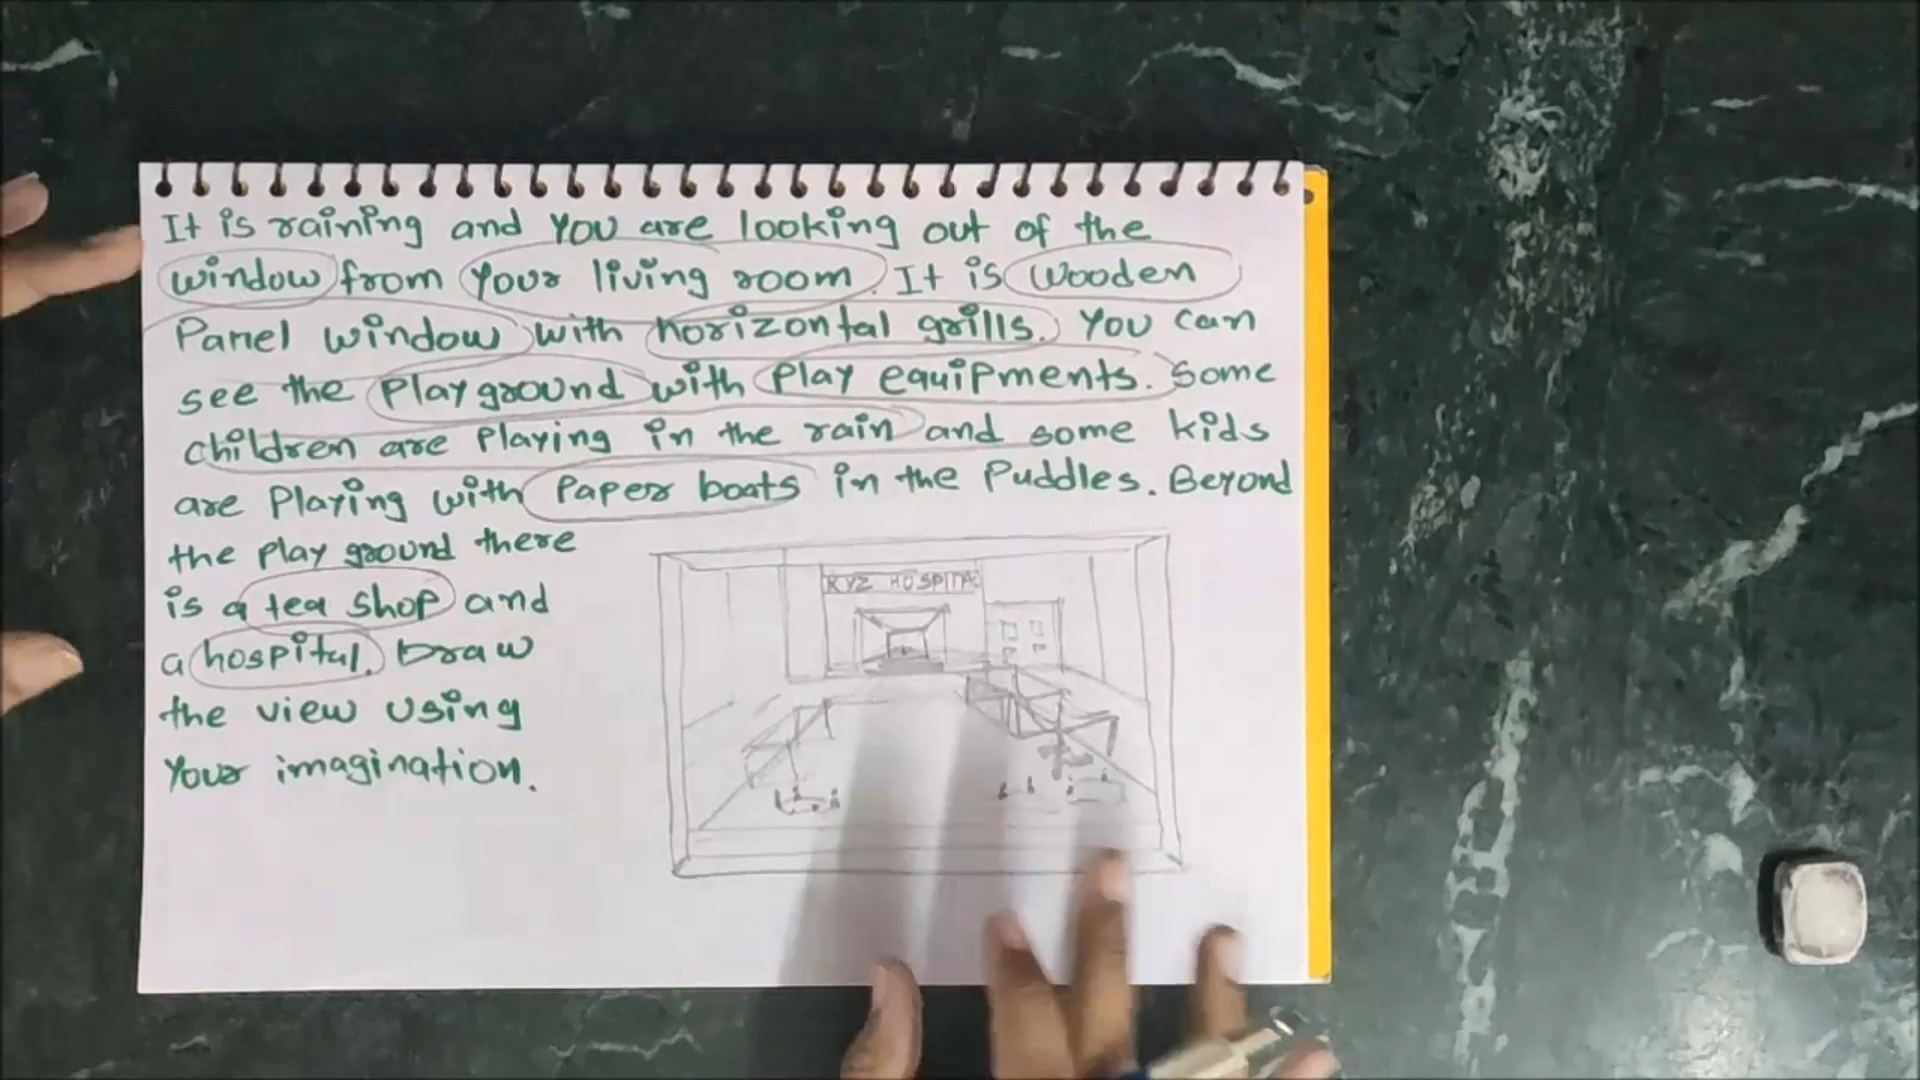 It is raining and you are looking out of the
window from your living room. It is wooden
Panel window with horizontal grills. You can
see the Playground with Play equipments. Some
children are Playing in the rain and some kids
are Playing with Paper boats in the Puddles. Beyond
the play ground there
is a tea shop and
a hospital. Draw
the view using
Your imagination.
XYZ HOSPITAL